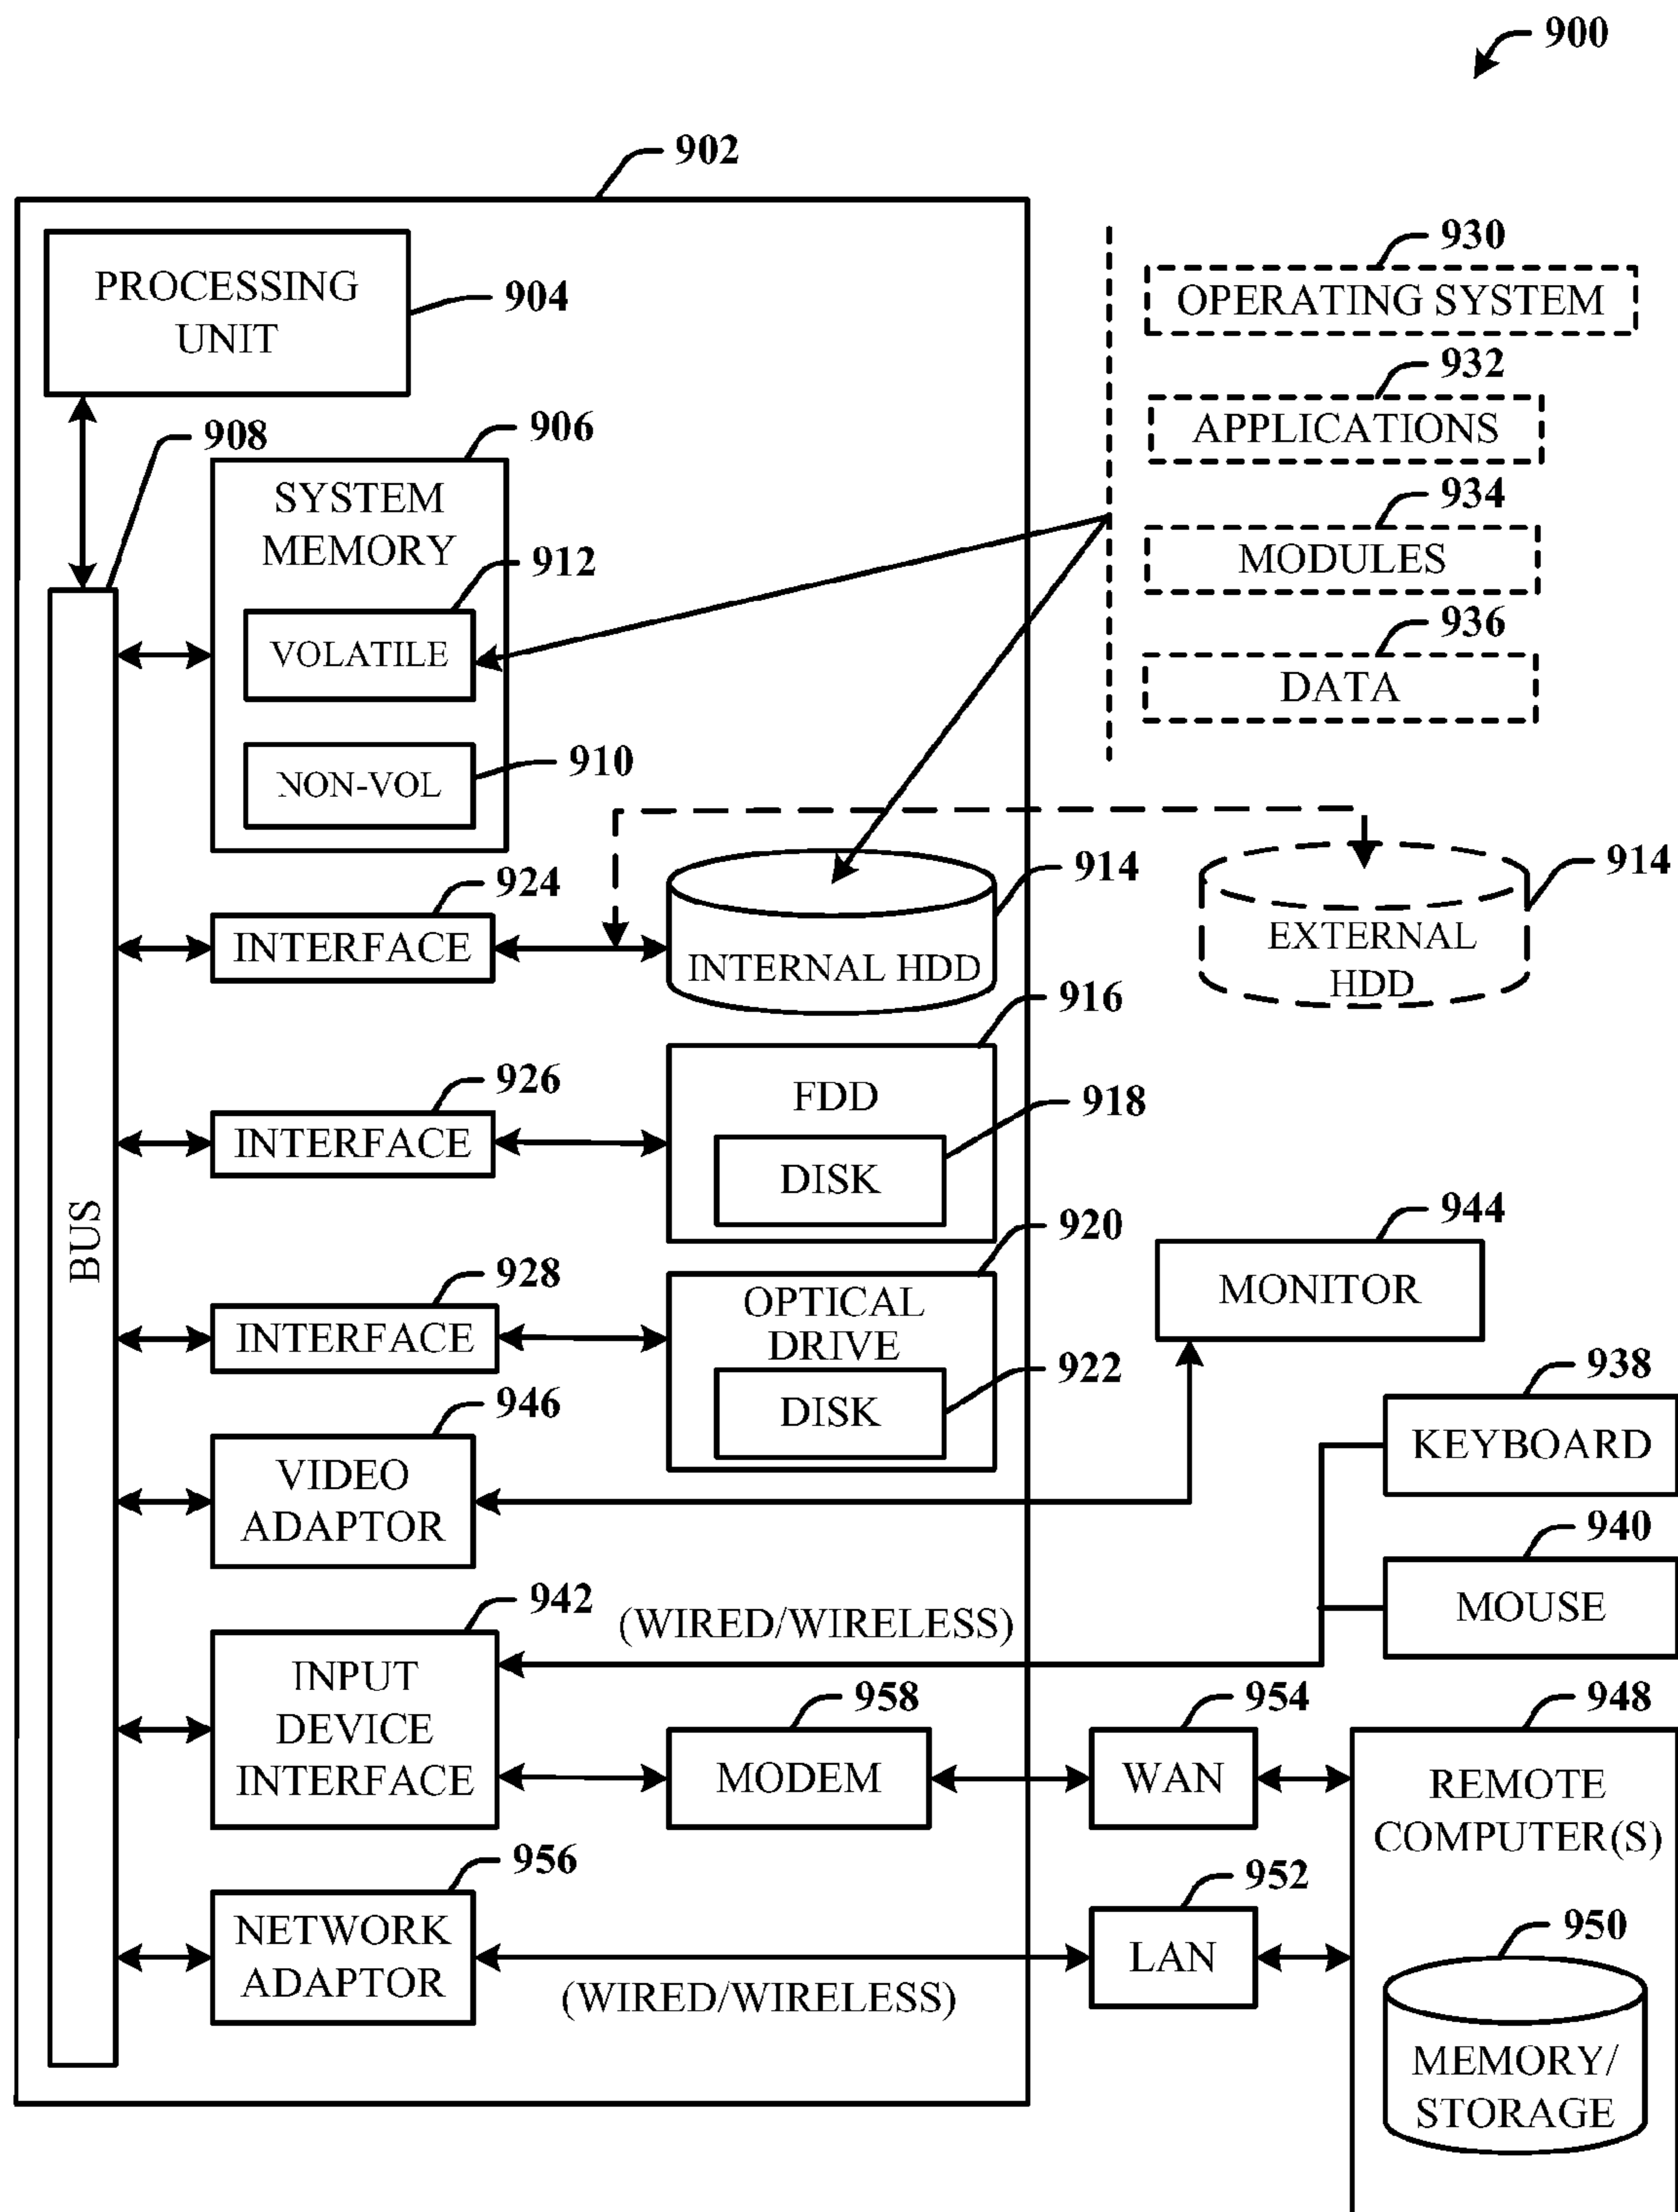 900
902
PROCESSING
UNIT
904
930
OPERATING SYSTEM
932
APPLICATIONS
934
MODULES
936
DATA
908
906
SYSTEM
MEMORY
912
VOLATILE
910
NON-VOL
924
INTERFACE
914
INTERNAL HDD
914
EXTERNAL
HDD
916
FDD
926
INTERFACE
918
DISK
BUS
920
OPTICAL
DRIVE
928
INTERFACE
922
DISK
944
MONITOR
946
VIDEO
ADAPTOR
938
KEYBOARD
940
MOUSE
942
INPUT
DEVICE
INTERFACE
(WIRED/WIRELESS)
958
MODEM
954
WAN
948
REMOTE
COMPUTER(S)
956
NETWORK
ADAPTOR
(WIRED/WIRELESS)
952
LAN
950
MEMORY/
STORAGE